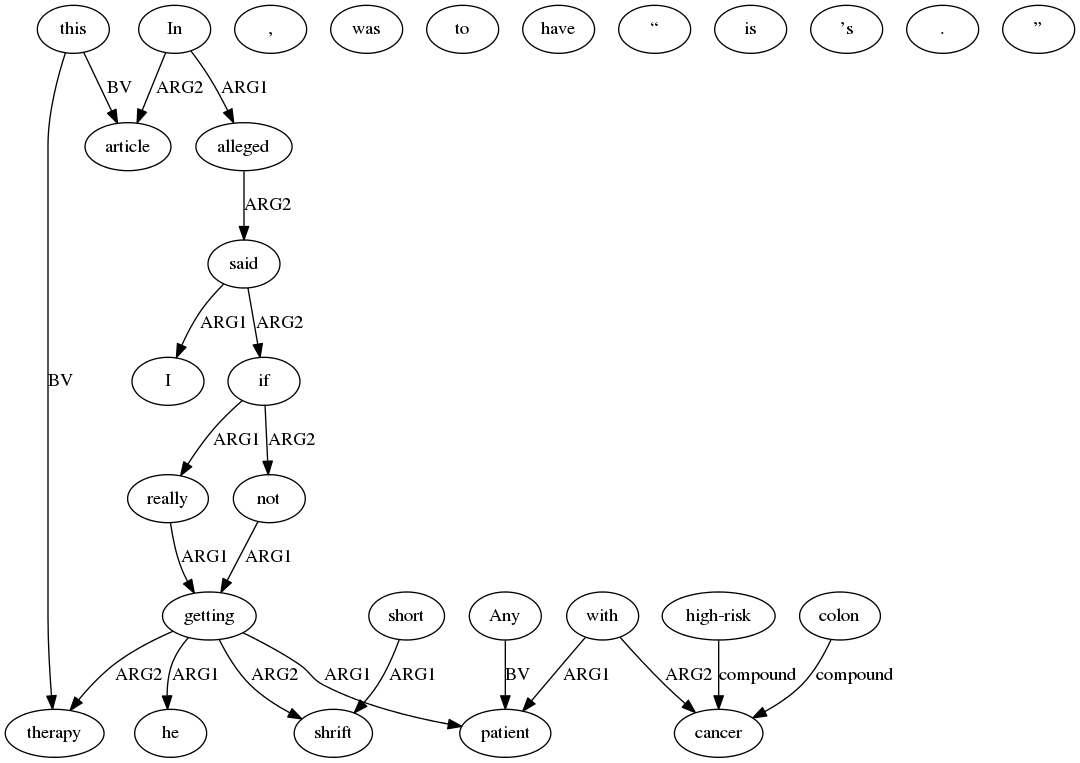 this In , was to have “ is ’s . ”
BV ARG2 ARG1
article alleged
ARG2
said
ARG1 ARG2
I if
BV
ARG1 ARG2
really not
ARG1 ARG1
getting short Any with high-risk colon
ARG2 ARG1 ARG2 ARG1 ARG1 BV ARG1 ARG2 compound compound
therapy he shrift patient cancer